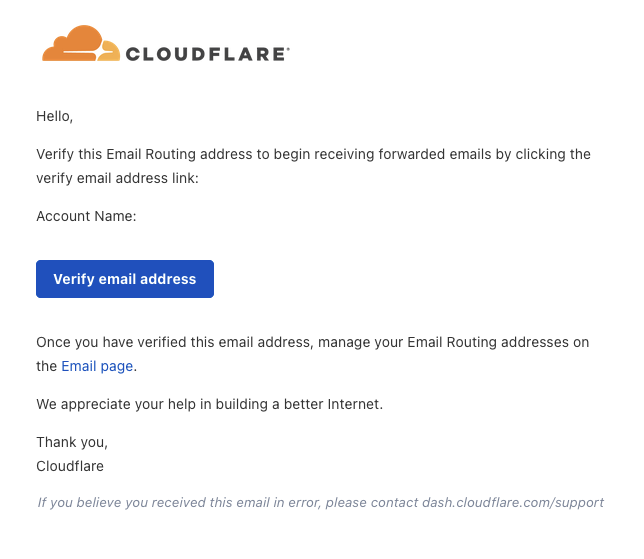 CLOUDFLARE
Hello,
Verify this Email Routing address to begin receiving forwarded emails by clicking the
verify email address link:
Account Name:
Verify email address
Once you have verified this email address, manage your Email Routing addresses on
the Email page.
We appreciate your help in building a better Internet.
Thank you,
Cloudflare
If you believe you received this email in error, please contact dash.cloudflare.com/support